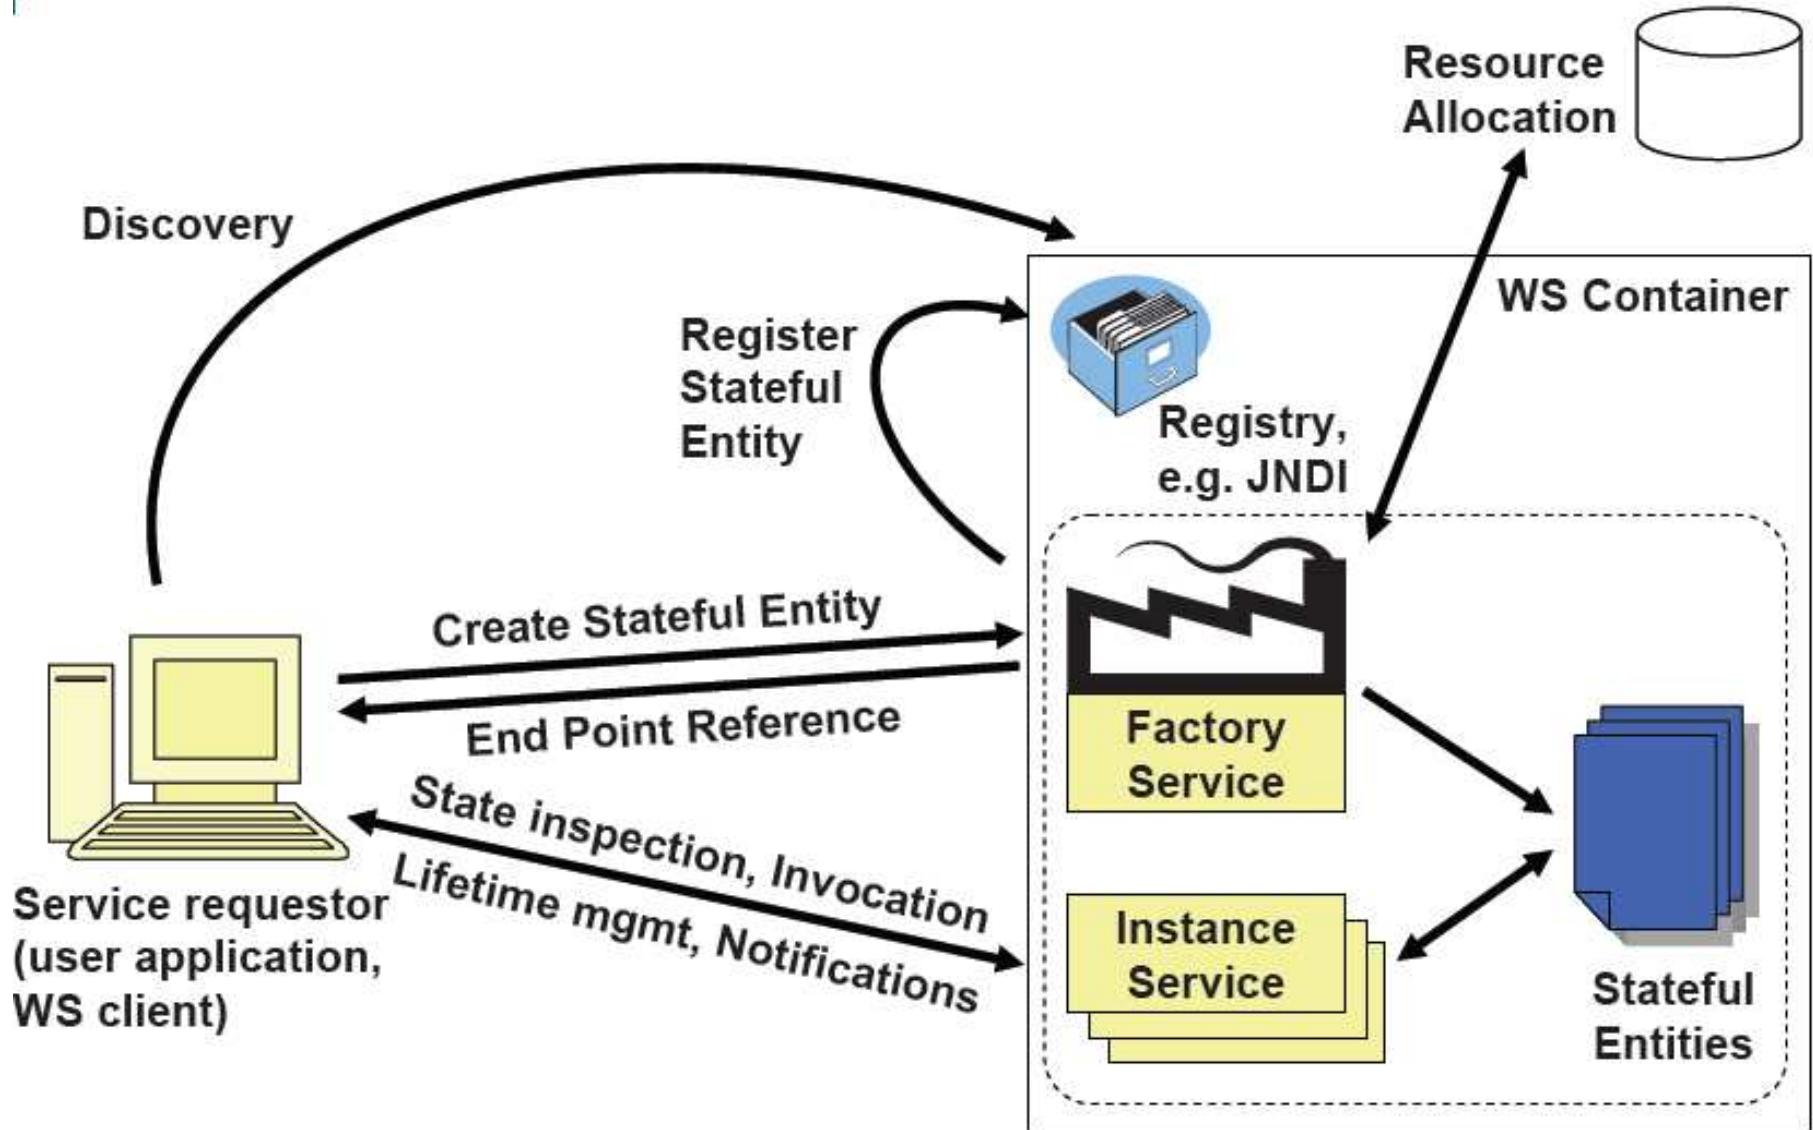 Resource
Allocation
Discovery
WS Container
Register
Stateful
Entity
Registry,
e.g. JNDI
Create Stateful Entity
End Point Reference
Factory
Service
State inspection, Invocation
Lifetime mgmt, Notifications
Service requestor
(user application,
WS client)
Instance
Service
Stateful
Entities